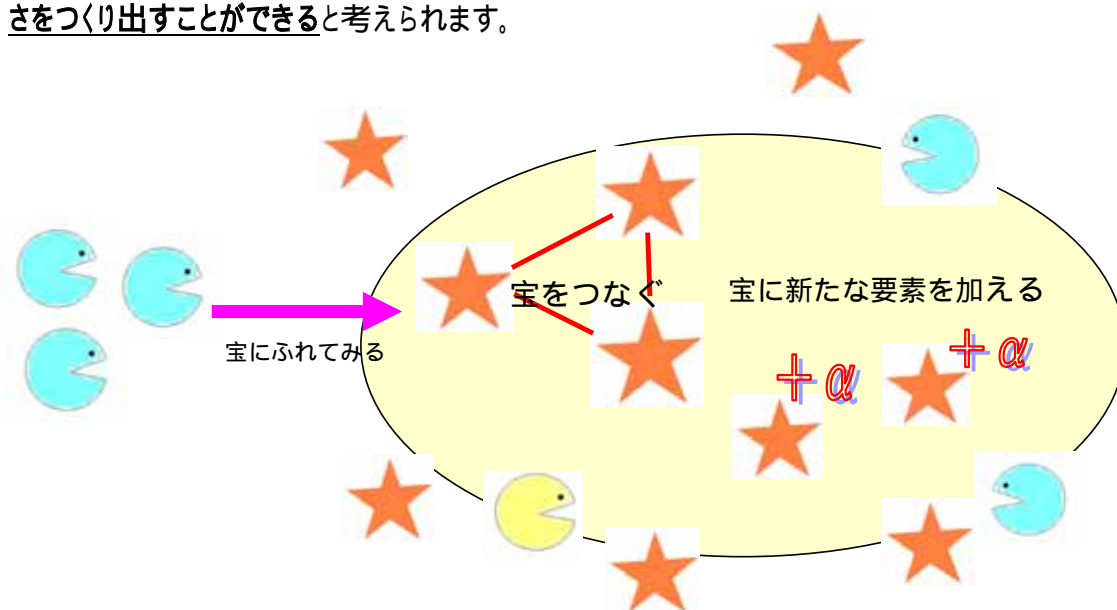 さをつくり出すことができると考えられます。
宝をつなぐ
宝に新たな要素を加える
宝にふれてみる
＋α
＋α